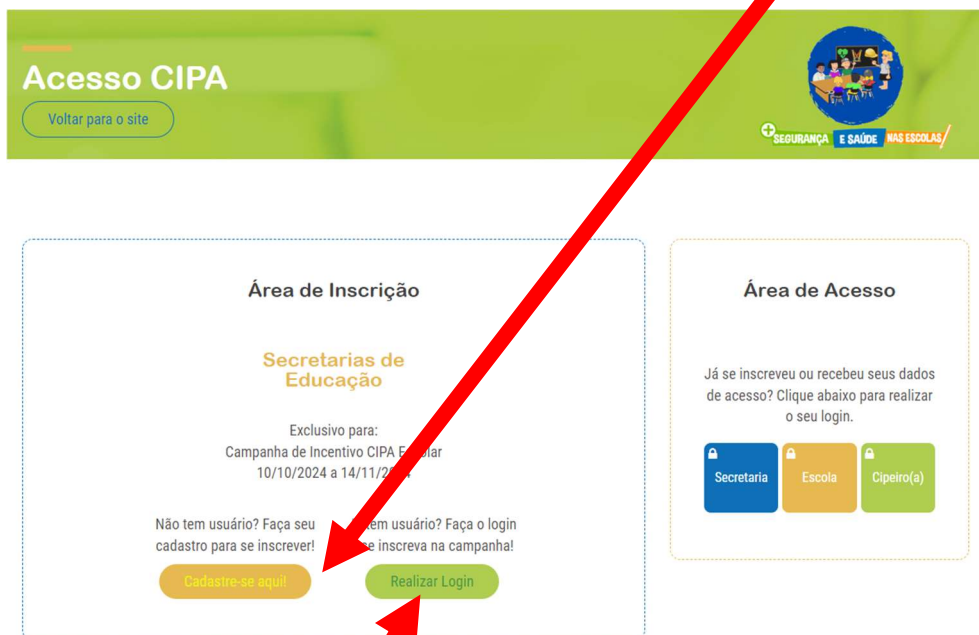 Acesso CIPA
Voltar para o site
SEGURANÇA E SAÚDE NAS ESCOLAS
Área de Inscrição
Secretarias de
Educação
Exclusivo para:
Campanha de Incentivo CIPA
10/10/2024 a
Não tem usuário? Faça seu
cadastro para se inscrever!
Cadastre-se aqui!
tem usuário? Faça o login
se inscreva na campanha!
Realizar Login
Área de Acesso
Já se inscreveu ou recebeu seus dados
de acesso? Clique abaixo para realizar
o seu login.
Secretaria
Escola
Cipeiro(a)